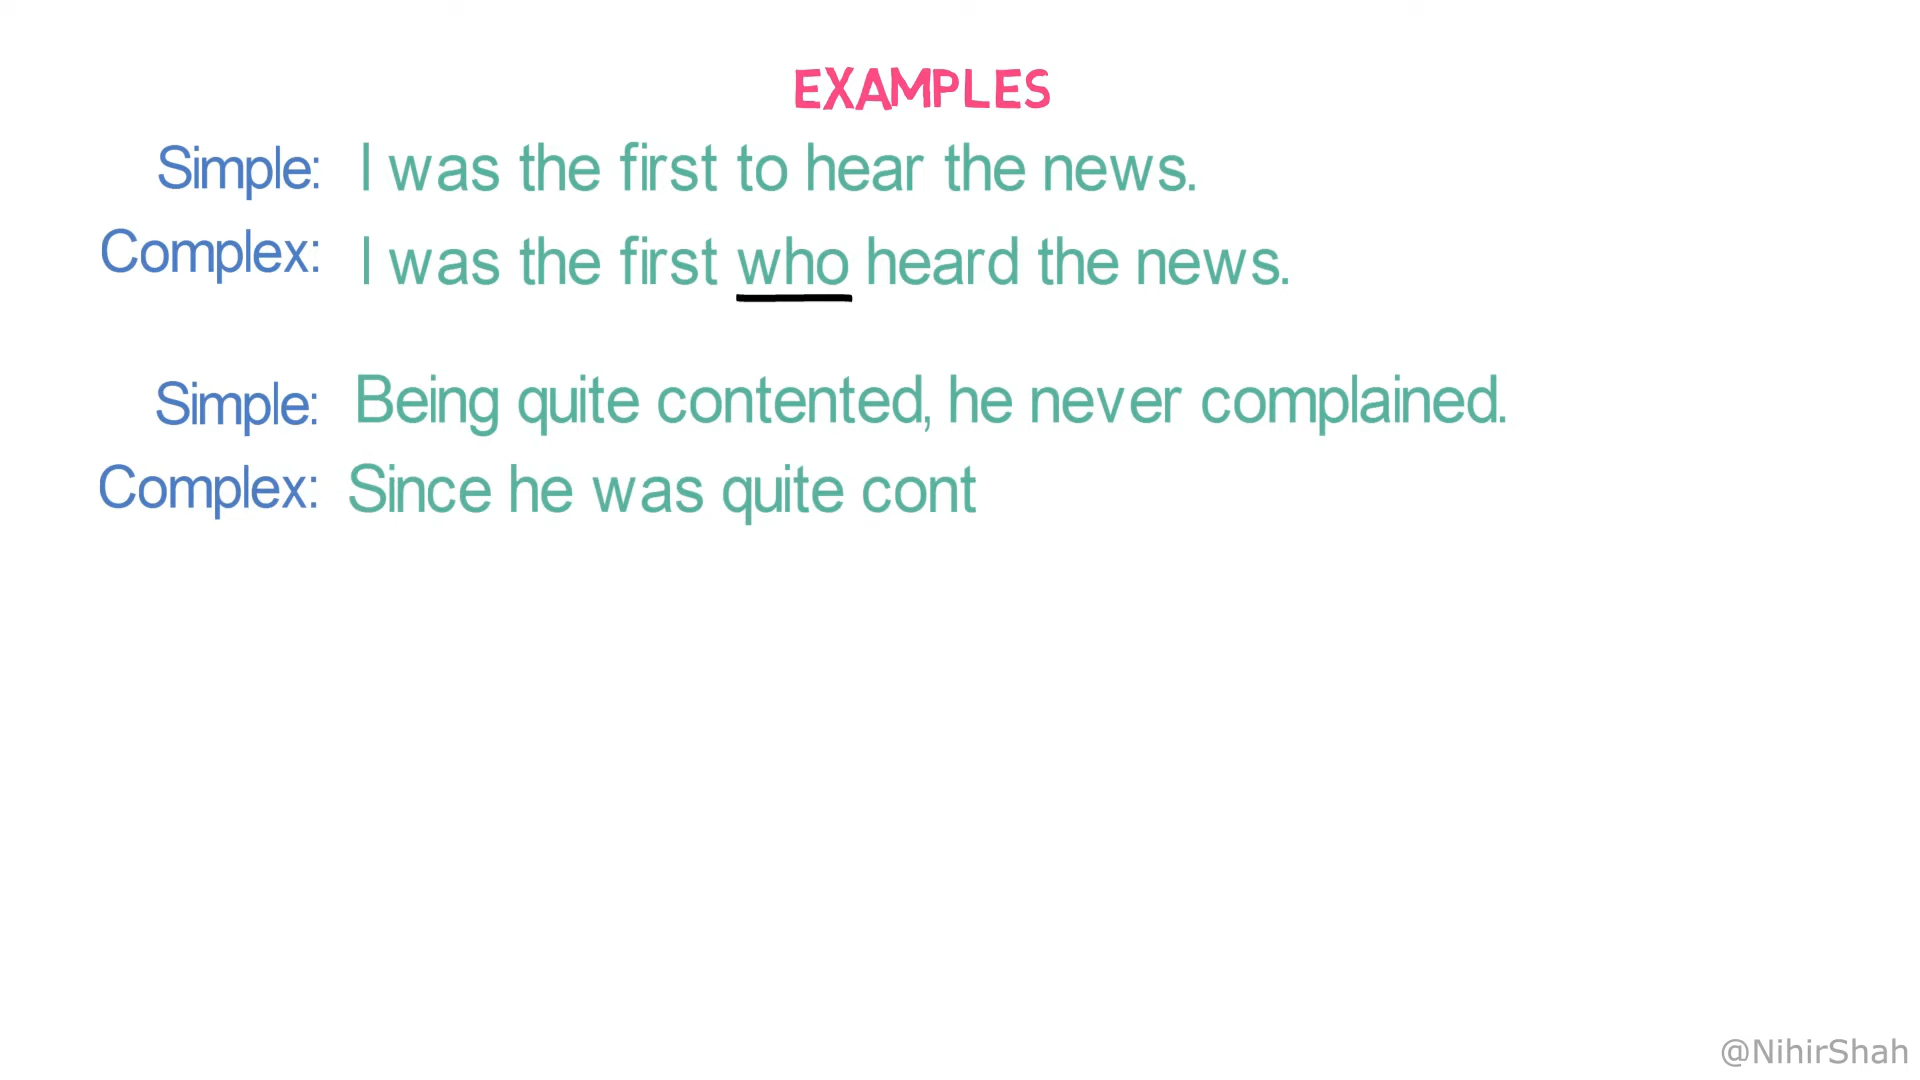 EXAMPLES
Simple: I was the first to hear the news.
Complex: I was the first who heard the news.
Simple: Being quite contented, he never complained.
Complex: Since he was quite cont
@NihirShah